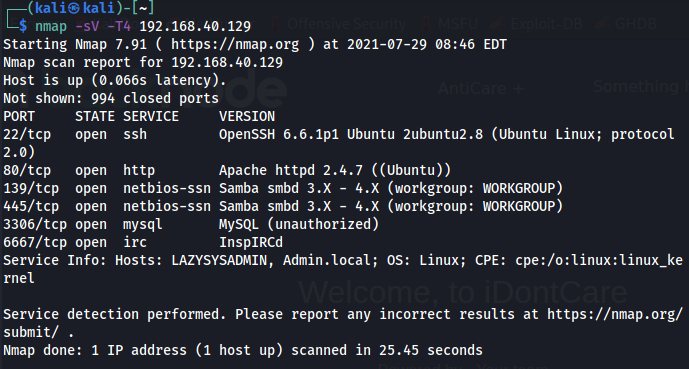 (kali㉿kali)-[~]
$ nmap -sV -T4 192.168.40.129
Starting Nmap 7.91 ( https://nmap.org ) at 2021-07-29 08:46 EDT
Nmap scan report for 192.168.40.129
Host is up (0.066s latency).
Not shown: 994 closed ports
PORT     STATE SERVICE     VERSION
22/tcp   open  ssh         OpenSSH 6.6.1p1 Ubuntu 2ubuntu2.8 (Ubuntu Linux; protocol
2.0)
80/tcp   open  http        Apache httpd 2.4.7 ((Ubuntu))
139/tcp  open  netbios-ssn Samba smbd 3.X - 4.X (workgroup: WORKGROUP)
445/tcp  open  netbios-ssn Samba smbd 3.X - 4.X (workgroup: WORKGROUP)
3306/tcp open  mysql       MySQL (unauthorized)
6667/tcp open  irc         InspIRCd
Service Info: Hosts: LAZYSYSADMIN, Admin.local; OS: Linux; CPE: cpe:/o:linux:linux_ke
rnel
Service detection performed. Please report any incorrect results at https://nmap.org/
submit/ .
Nmap done: 1 IP address (1 host up) scanned in 25.45 seconds
Offensive Security MSFU Exploit-DB GHDB
AntiCare +
Something
Welcome, to iDontCare